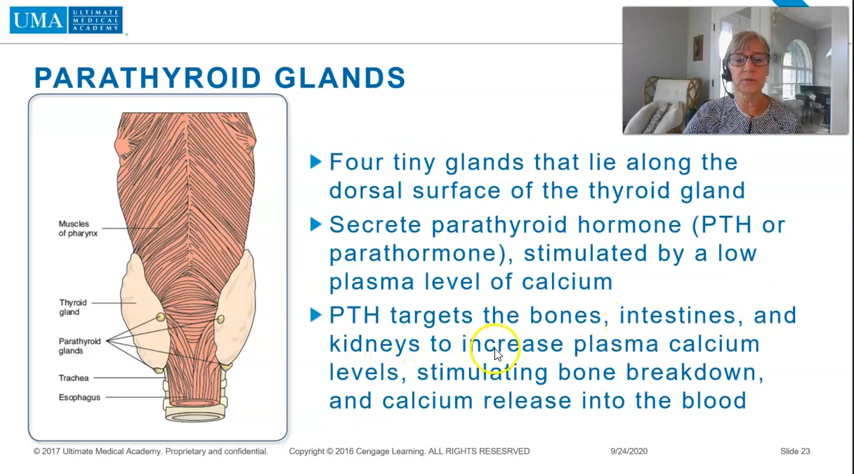 UMA
ULTIMATE
MEDICAL
ACADEMY
PARATHYROID GLANDS
Muscles
of pharynx
Thyroid
gland
Parathyroid
glands
Trachea
Esophagus
Four tiny glands that lie along the
dorsal surface of the thyroid gland
Secrete parathyroid hormone (PTH or
parathormone), stimulated by a low
plasma level of calcium
PTH targets the bones, intestines, and
kidneys to increase plasma calcium
levels, stimulating bone breakdown,
and calcium release into the blood
© 2017 Ultimate Medical Academy. Proprietary and confidential.
Copyright © 2016 Cengage Learning. ALL RIGHTS RESESRVED
9/24/2020
Slide 23